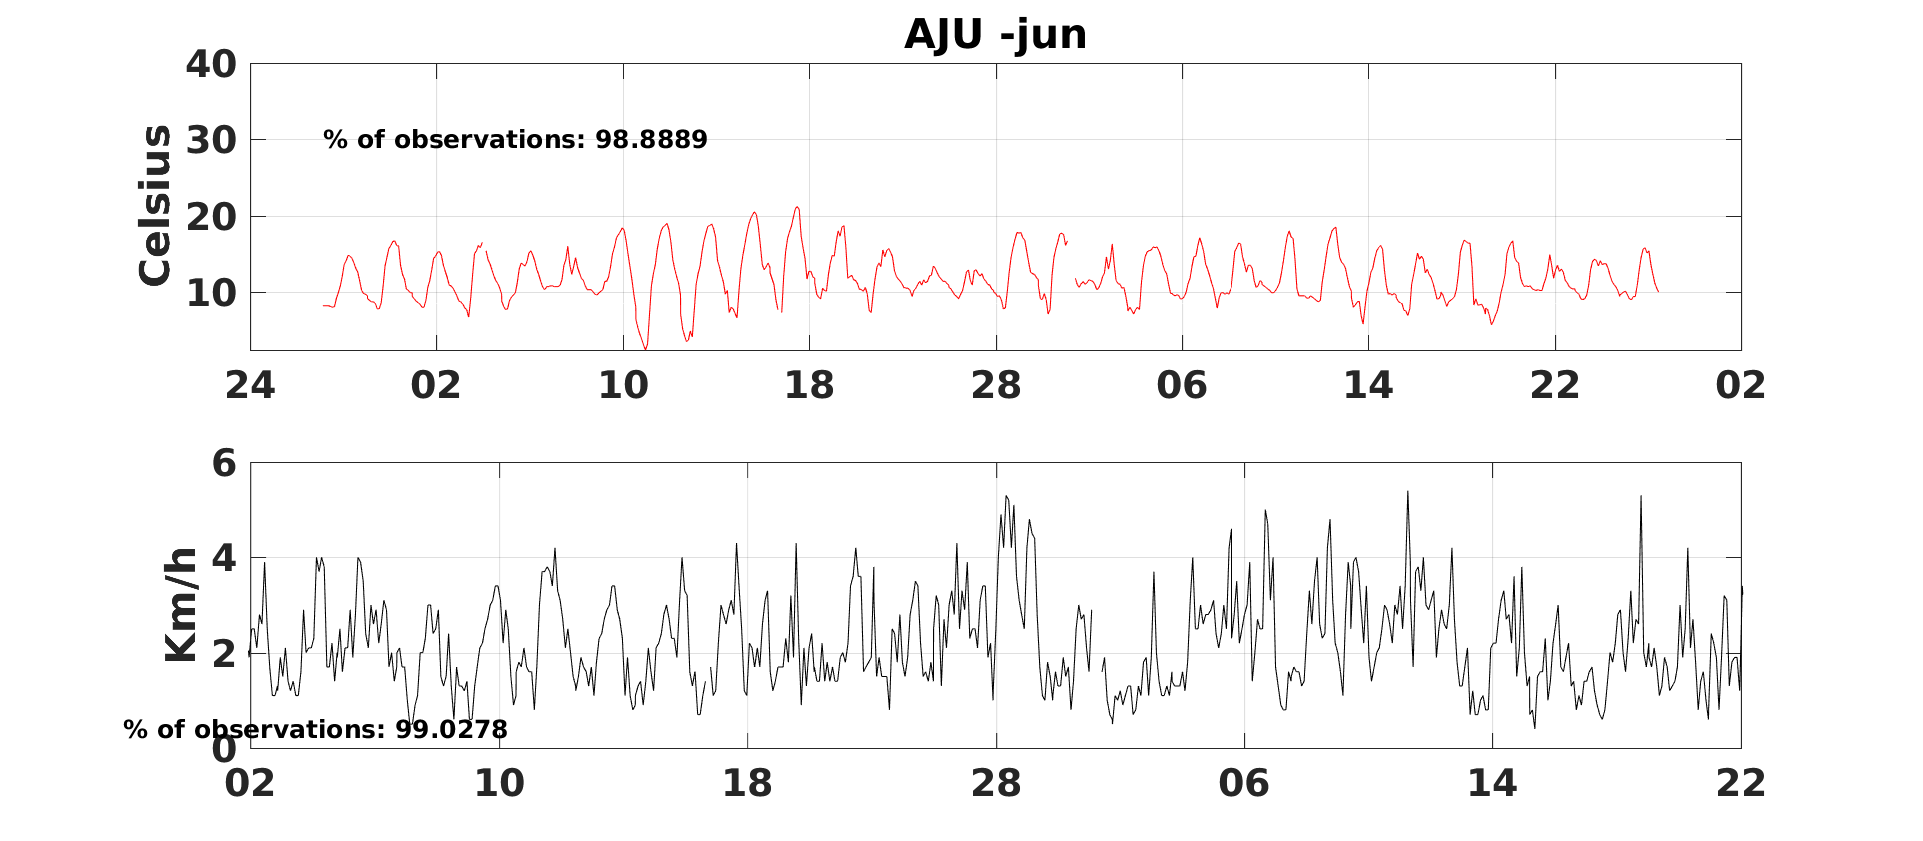 AJU -jun
40
30
20
10
Celsius
% of observations: 98.8889
24 02 10 18 28 06 14 22 02
6
4
2
0
Km/h
% of observations: 99.0278
02 10 18 28 06 14 22